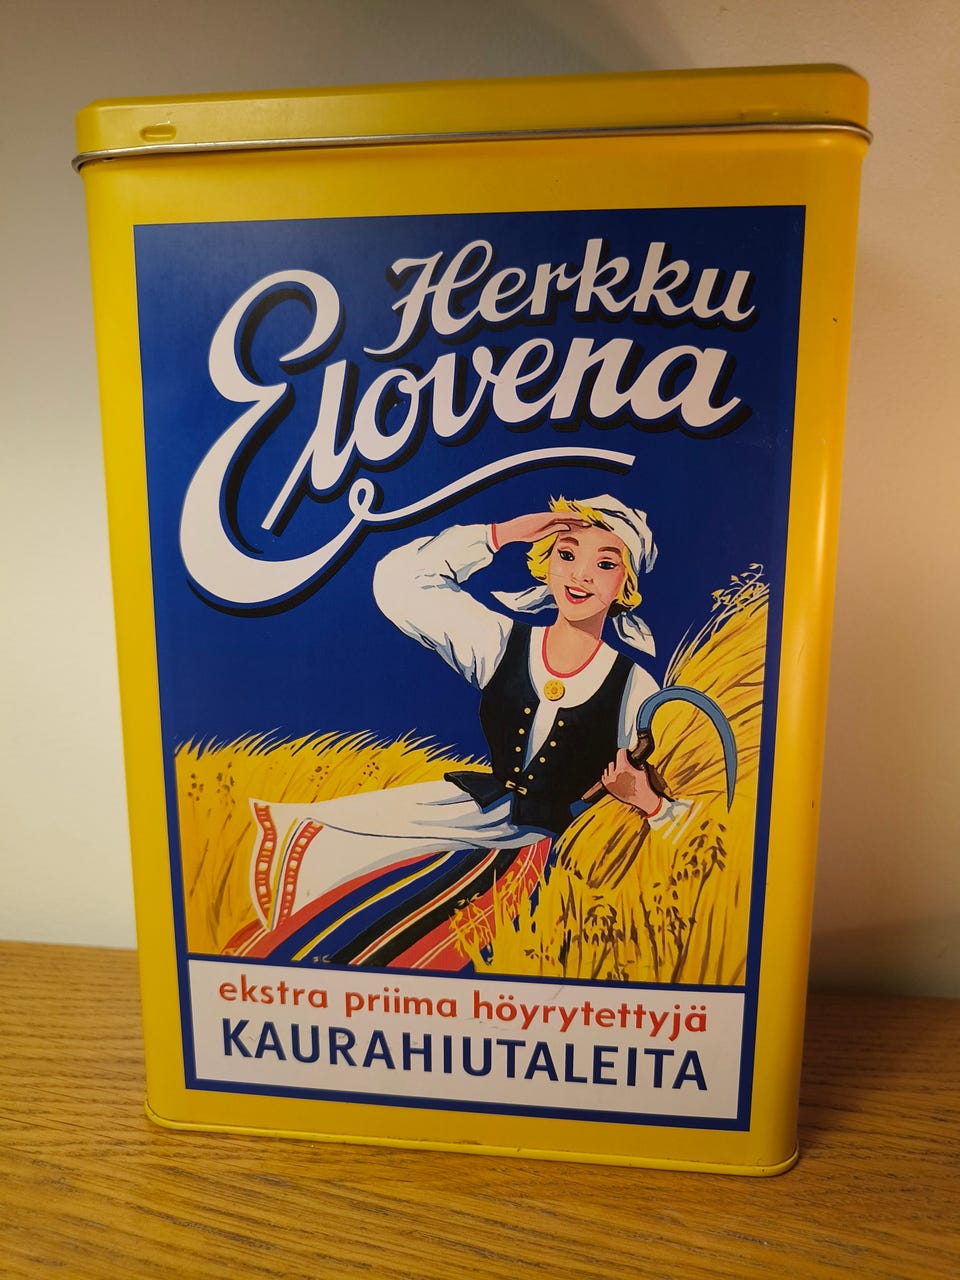 Herkku
Elovena
ekstra priima höyrytettyjä
KAURAHIUTALEITA